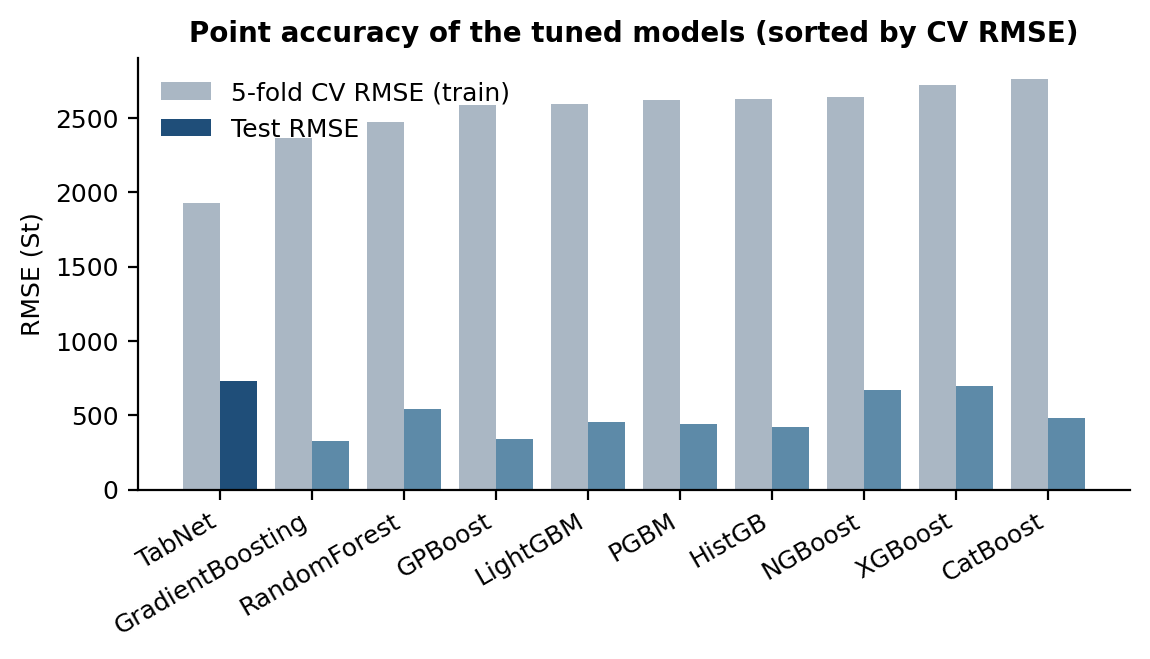 Point accuracy of the tuned models (sorted by CV RMSE)
5-fold CV RMSE (train)
Test RMSE
RMSE (St)
2500
2000
1500
1000
500
0
TabNet
GradientBoosting
RandomForest
GPBoost
LightGBM
PGBM
HistGB
NGBoost
XGBoost
CatBoost